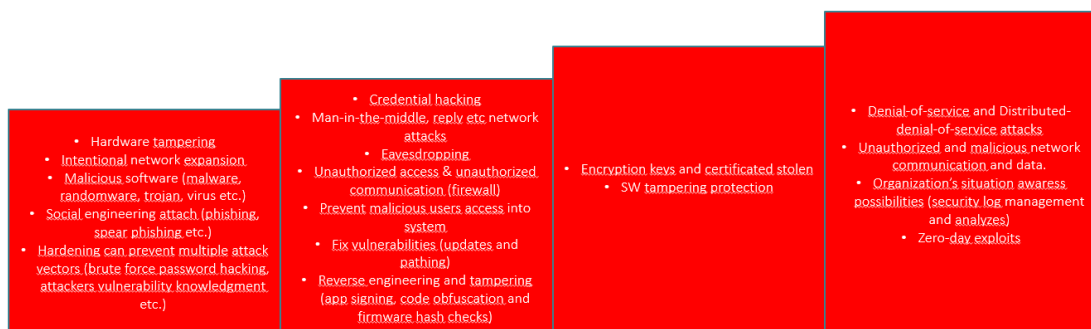 • Hardware tampering
• Intentional network expansion
• Malicious software (malware,
randomware, trojan, virus etc.)
• Social engineering attach (phishing,
spear phishing etc.)
• Hardening can prevent multiple attack
vectors (brute force password hacking,
attackers vulnerability knowledgment
etc.)
• Credential hacking
• Man-in-the-middle, reply etc network
attacks
• Eavesdropping
• Unauthorized access & unauthorized
communication (firewall)
• Prevent malicious users access into
system
• Fix vulnerabilities (updates and
pathing)
• Reverse engineering and tampering
(app signing, code obfuscation and
firmware hash checks)
• Encryption keys and certificated stolen
• SW tampering protection
• Denial-of-service and Distributed-
denial-of-service attacks
• Unauthorized and malicious network
communication and data.
• Organization's situation awaress
possibilities (security log management
and analyzes)
• Zero-day exploits